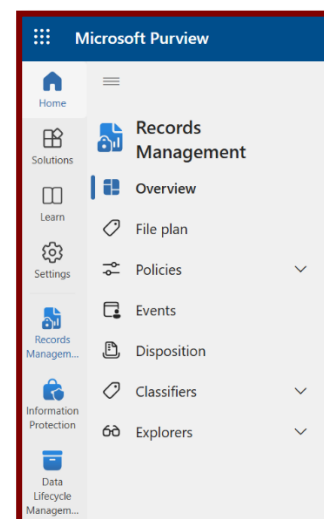 Microsoft Purview
Home
Solutions
Learn
Settings
Records
Managem...
Information
Protection
Data
Lifecycle
Managem...
Records
Management
Overview
File plan
Policies
Events
Disposition
Classifiers
Explorers